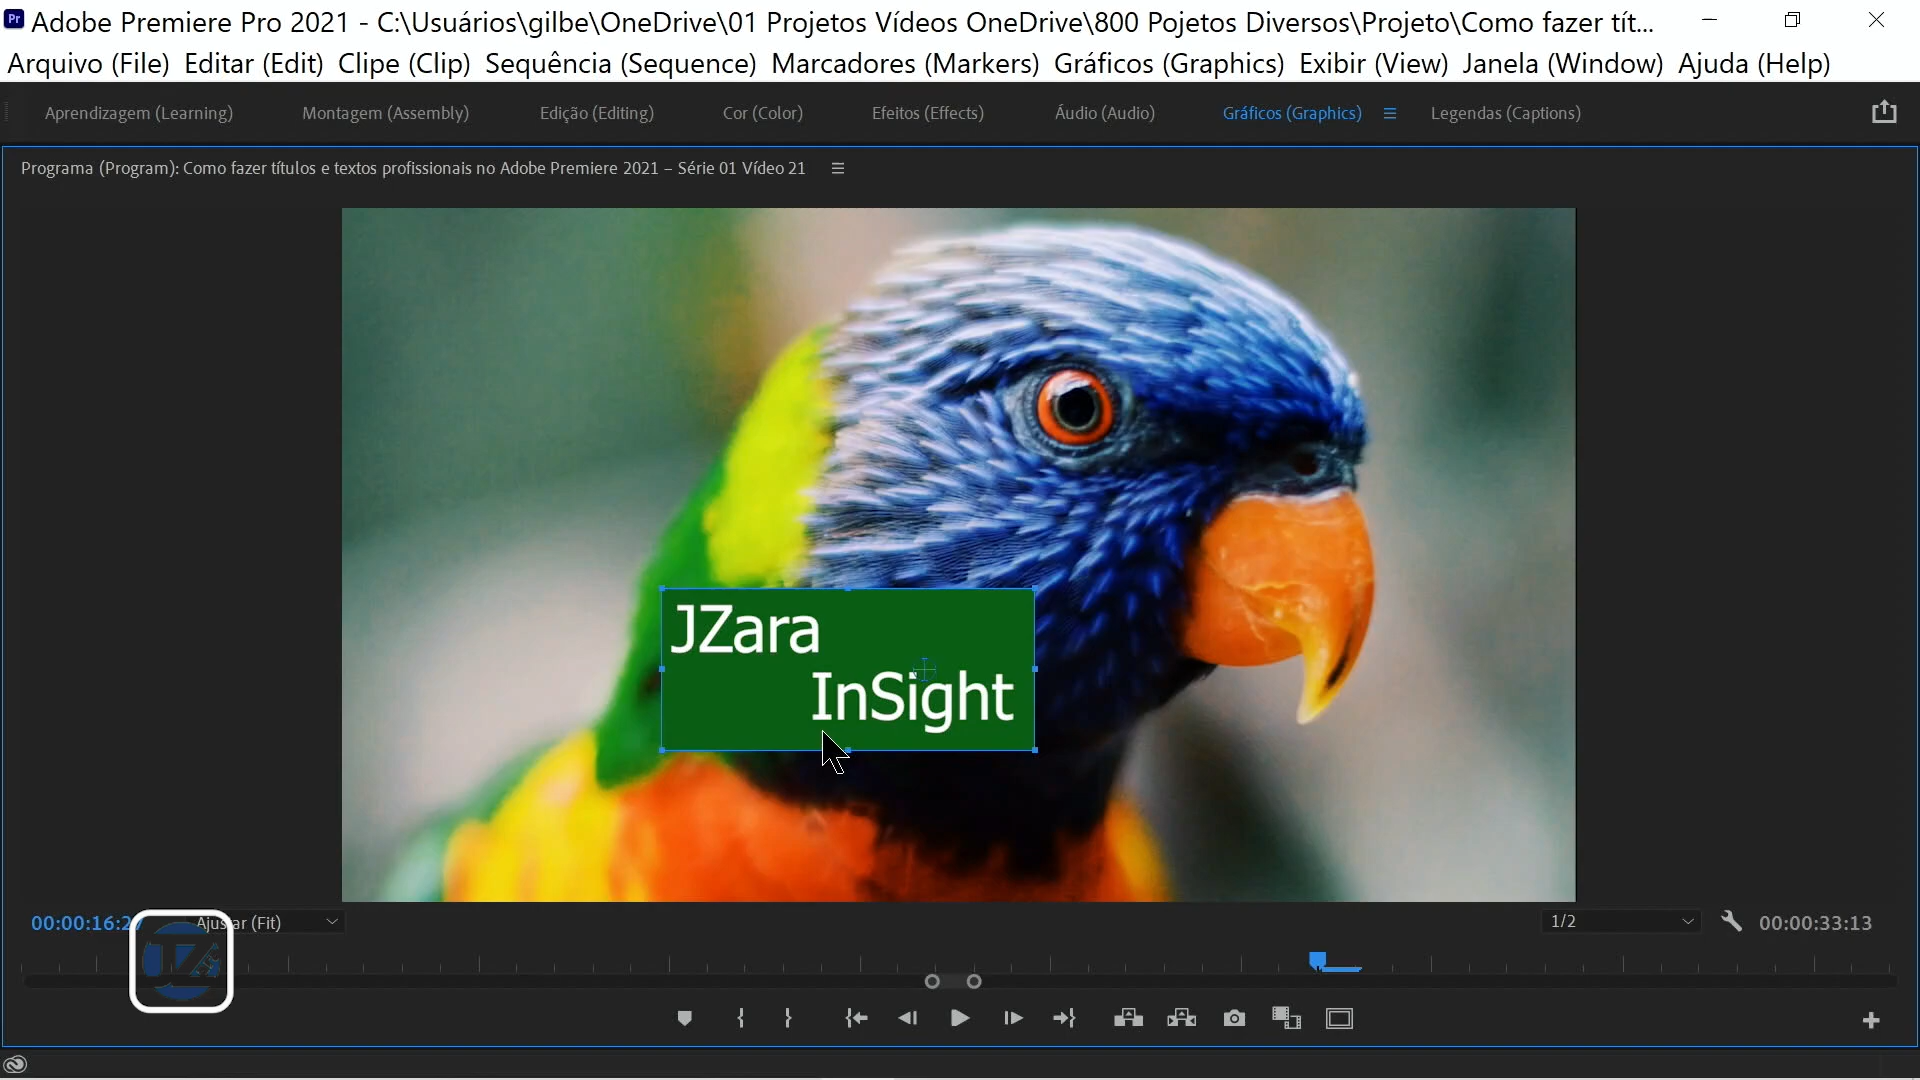 Adobe Premiere Pro 2021 - C:\Usuários\gilbe\OneDrive\01 Projetos Vídeos OneDrive\800 Pojetos Diversos\Projeto\Como fazer tít...
Arquivo (File) Editar (Edit) Clipe (Clip) Sequência (Sequence) Marcadores (Markers) Gráficos (Graphics) Exibir (View) Janela (Window) Ajuda (Help)
Aprendizagem (Learning) Montagem (Assembly) Edição (Editing) Cor (Color) Efeitos (Effects) Áudio (Audio) Gráficos (Graphics) Legendas (Captions)
Programa (Program): Como fazer títulos e textos profissionais no Adobe Premiere 2021 – Série 01 Vídeo 21
JZara
InSight
Ajustar (Fit) 1/2 00:00:33:13